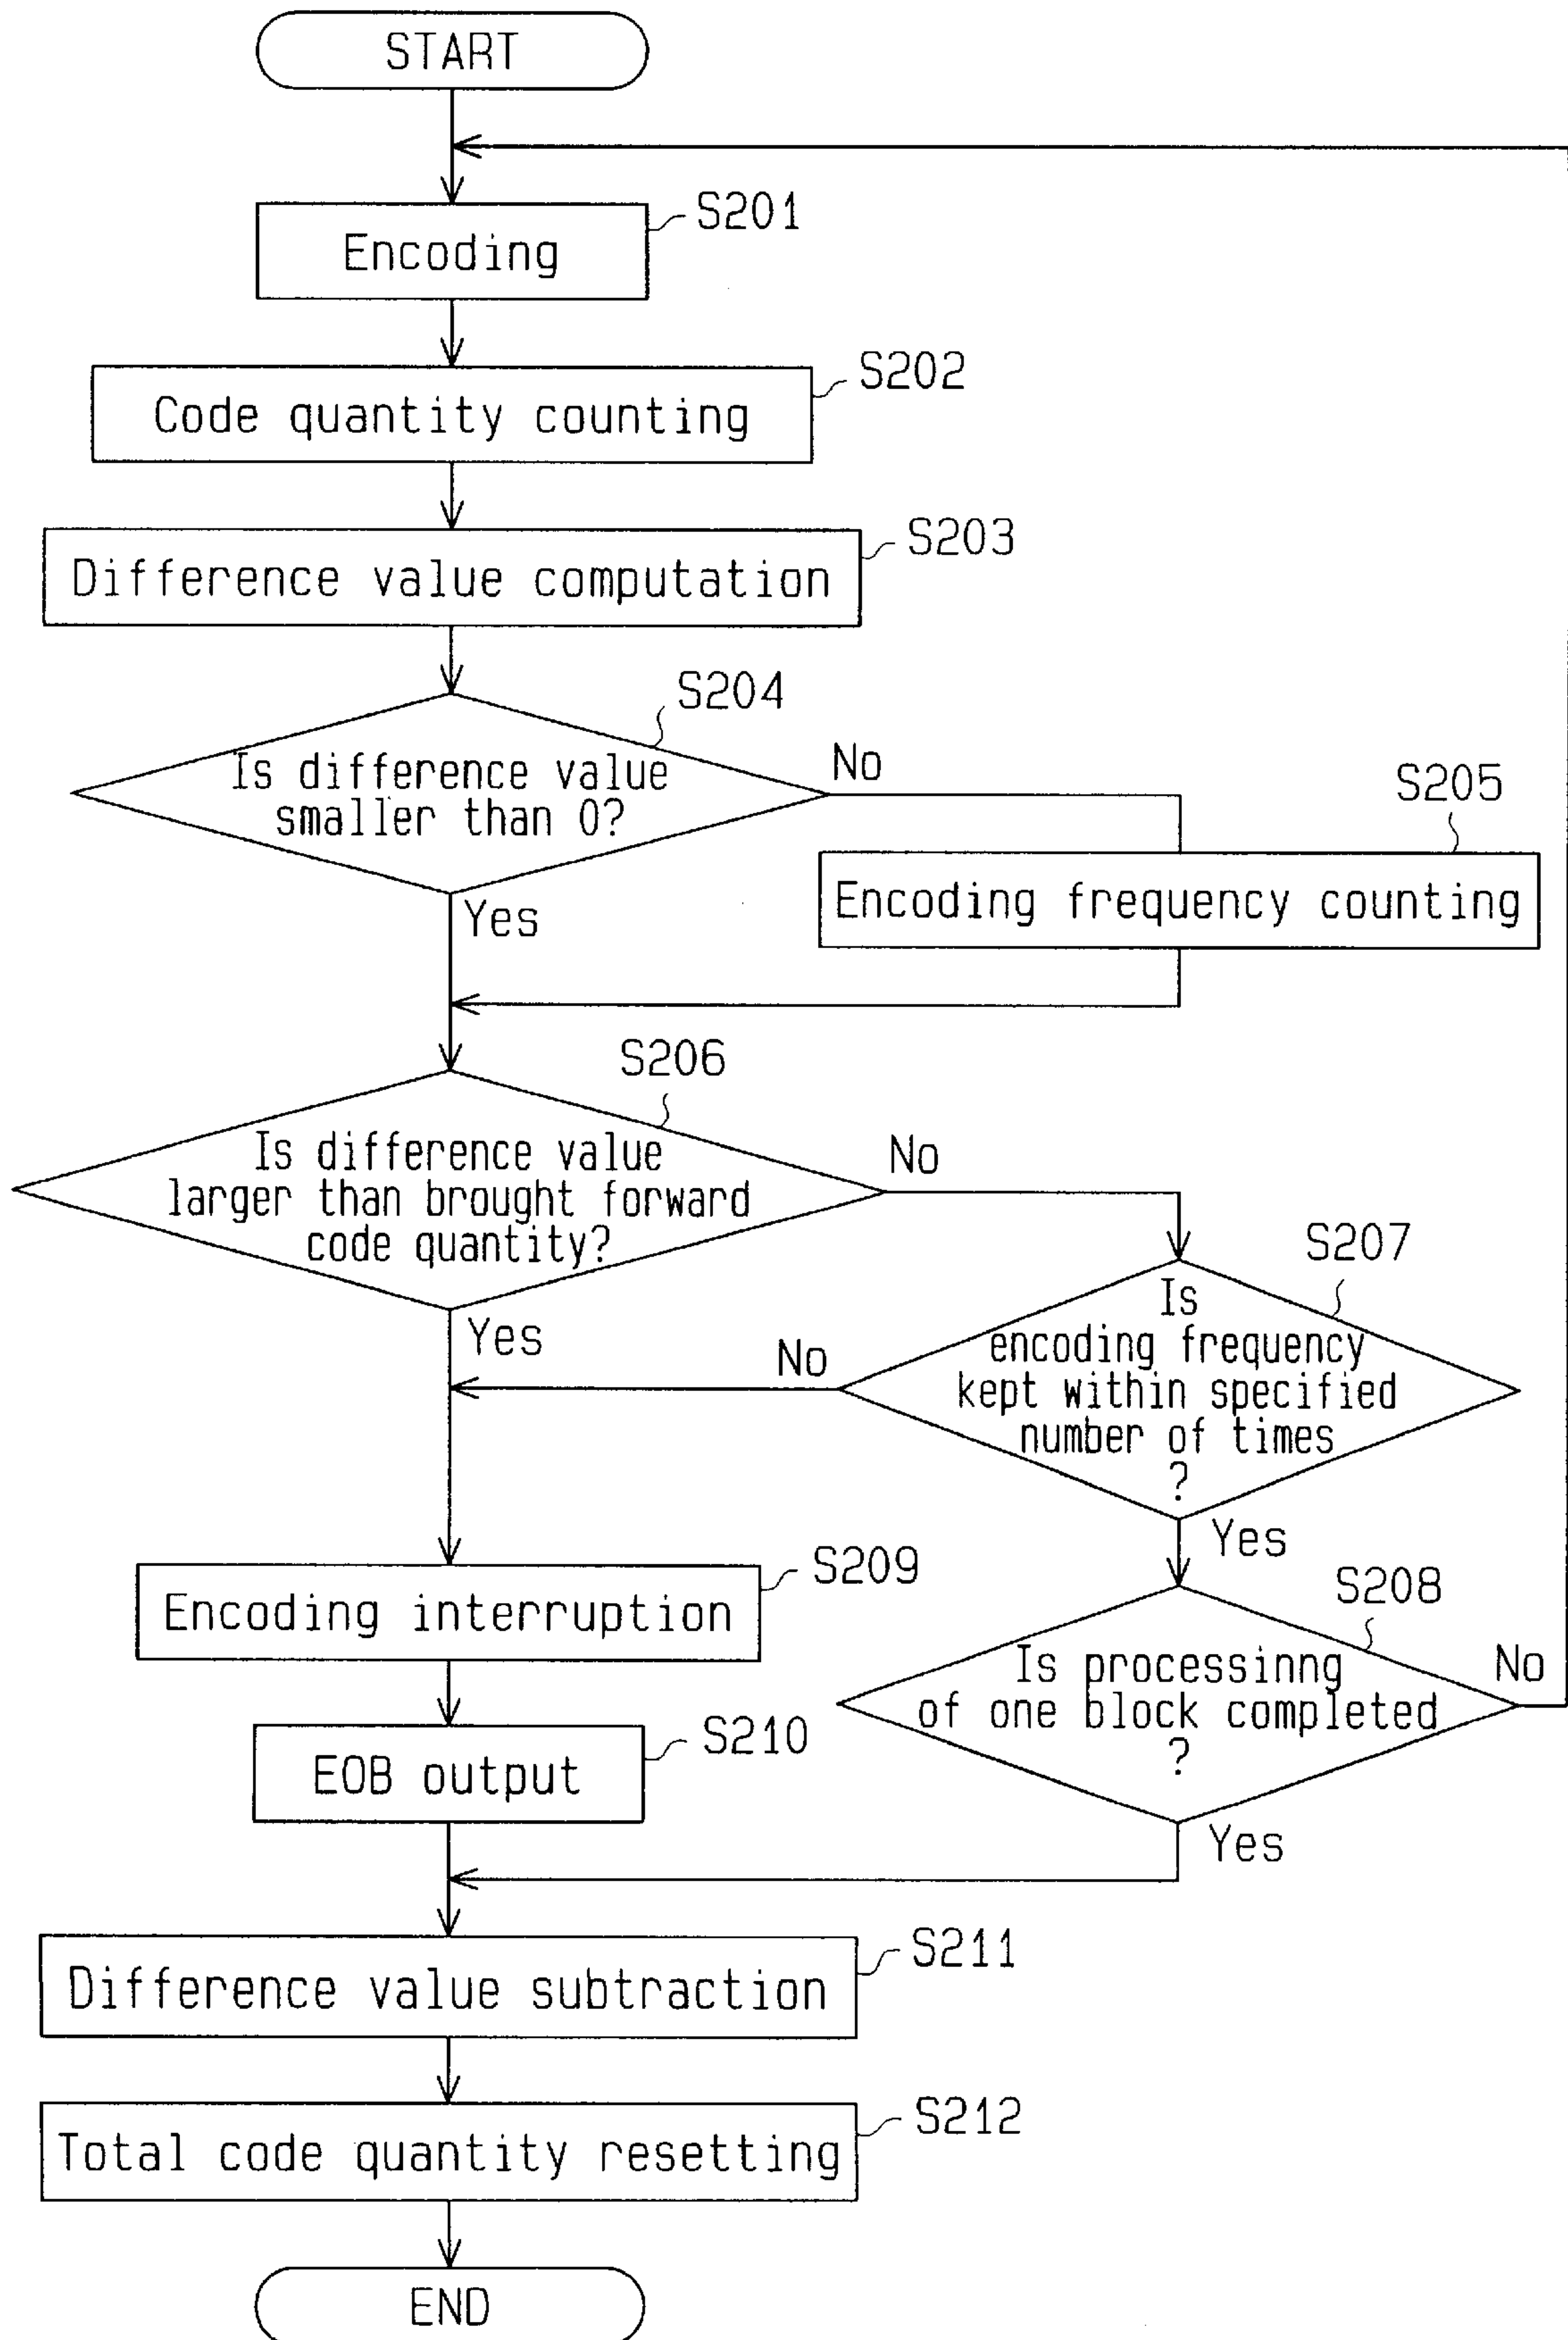 START
S201
Encoding
S202
Code quantity counting
S203
Difference value computation
S204
Is difference value
smaller than 0?
No
S205
Encoding frequency counting
Yes
S206
Is difference value
larger than brought forward
code quantity?
No
S207
Is
encoding frequency
kept within specified
number of times
?
No
Yes
Yes
S208
Is processinng
of one block completed
?
No
S209
Encoding interruption
S210
EOB output
Yes
S211
Difference value subtraction
S212
Total code quantity resetting
END